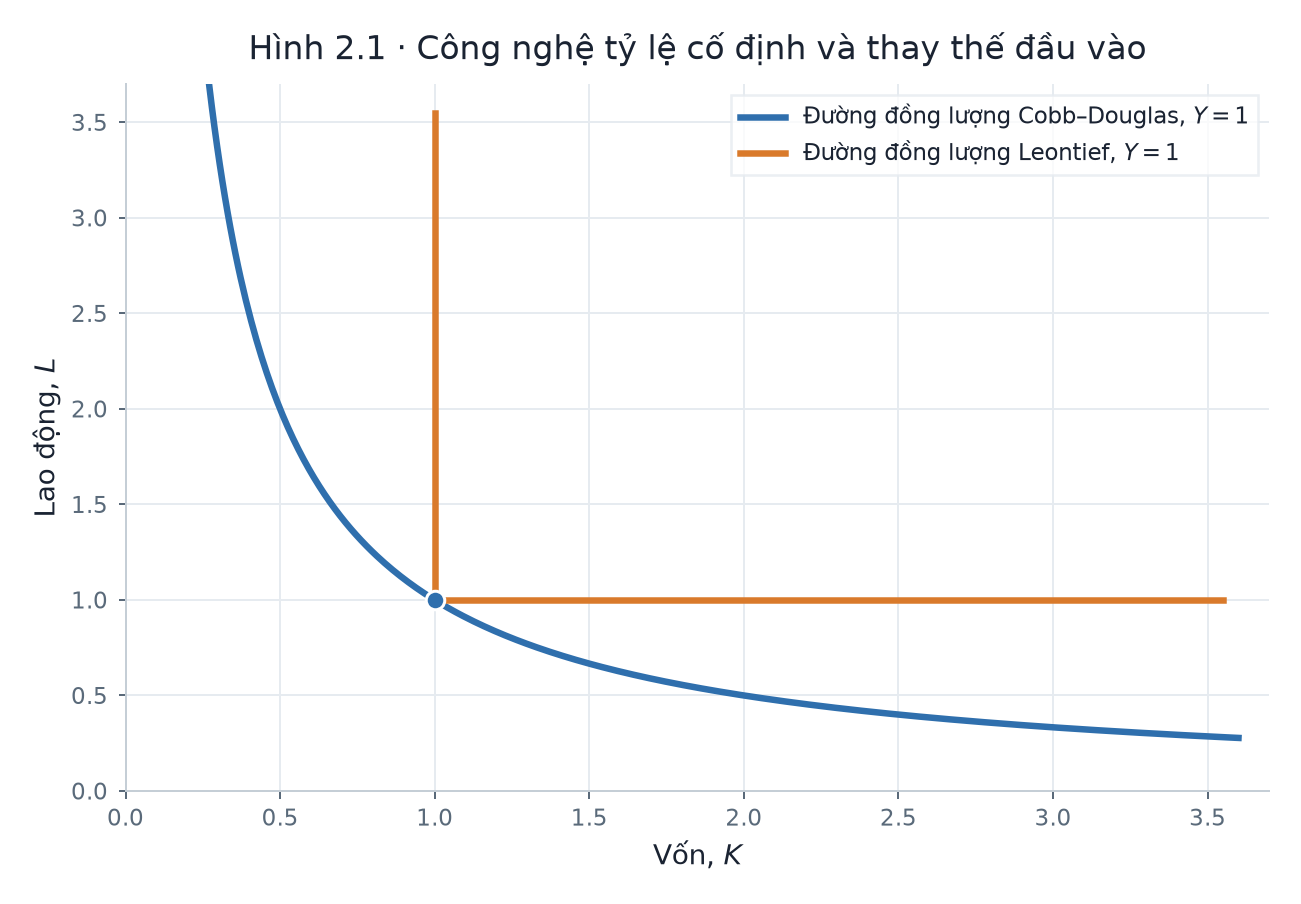 Hình 2.1 · Công nghệ tỷ lệ cố định và thay thế đầu vào
Đường đồng lượng Cobb–Douglas, Y = 1
Đường đồng lượng Leontief, Y = 1
Lao động, L
3.5
3.0
2.5
2.0
1.5
1.0
0.5
0.0
0.0 0.5 1.0 1.5 2.0 2.5 3.0 3.5
Vốn, K